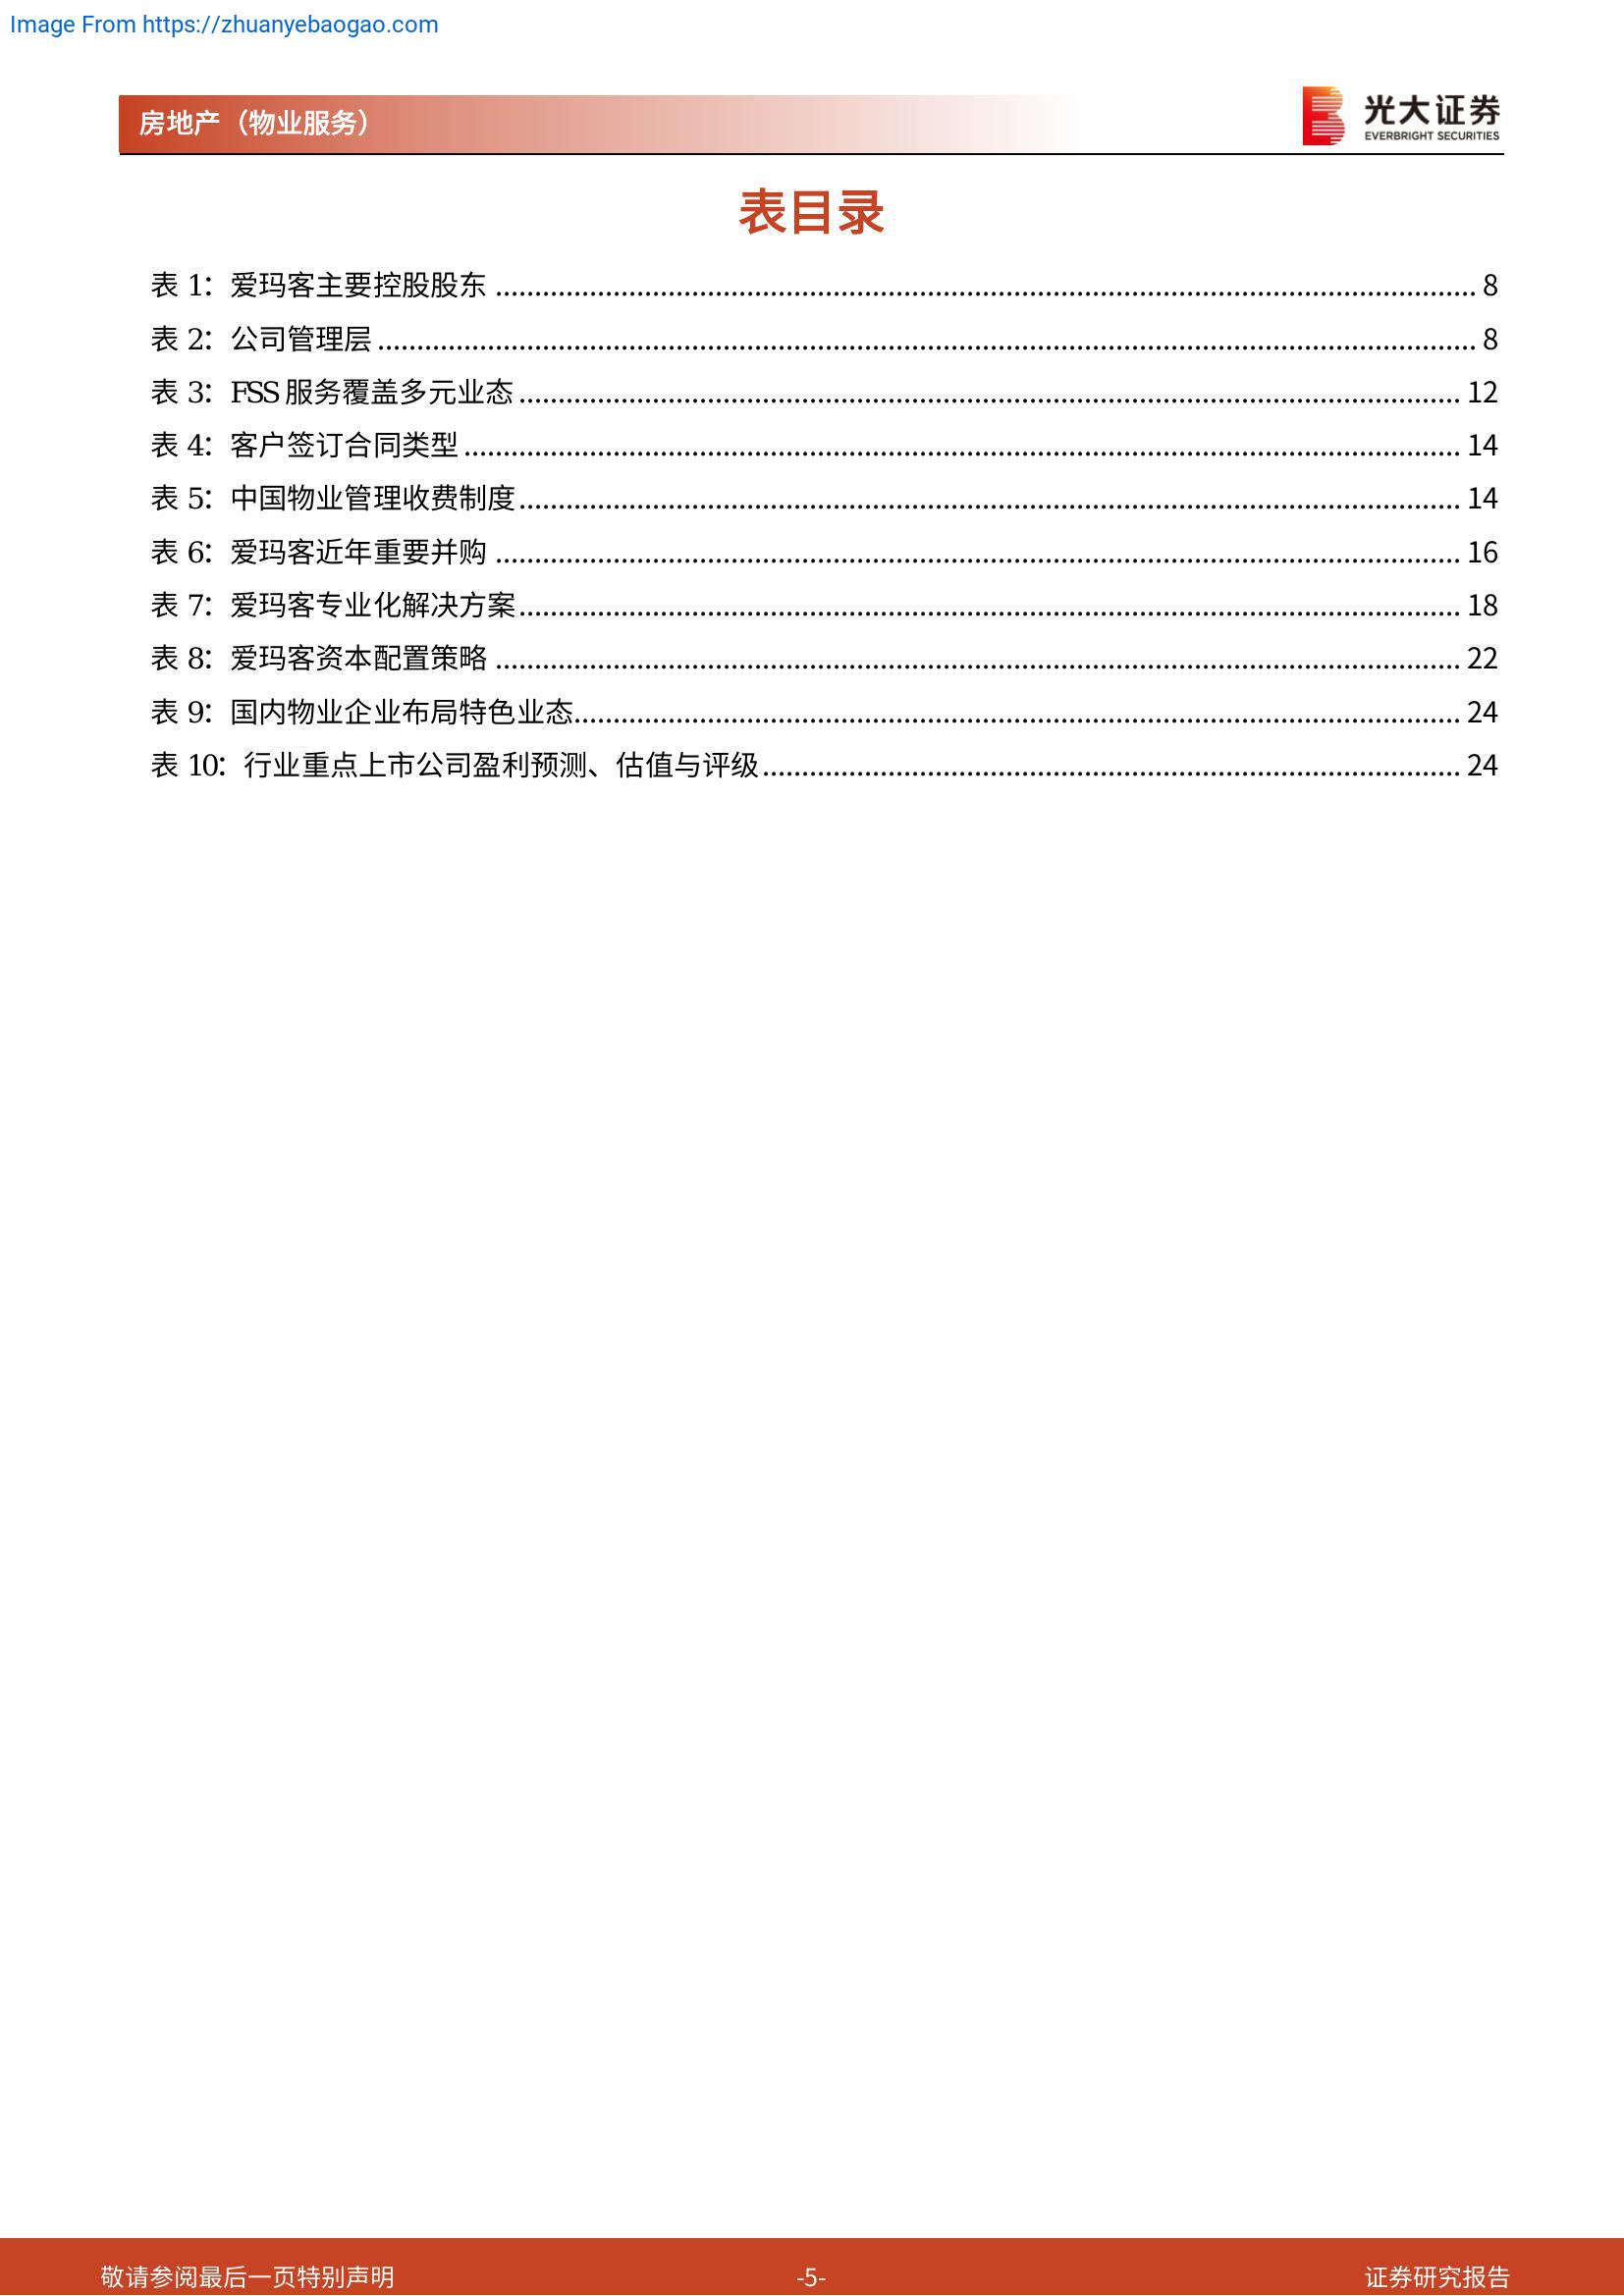 Image From https://zhuanyebaogao.com
房地产（物业服务）
光大证券
EVERBRIGHT SECURITIES
表目录
表 1：爱玛客主要控股股东 ........ 8
表 2：公司管理层 ........ 8
表 3：FSS 服务覆盖多元业态 ........ 12
表 4：客户签订合同类型 ........ 14
表 5：中国物业管理收费制度 ........ 14
表 6：爱玛客近年重要并购 ........ 16
表 7：爱玛客专业化解决方案 ........ 18
表 8：爱玛客资本配置策略 ........ 22
表 9：国内物业企业布局特色业态 ........ 24
表 10：行业重点上市公司盈利预测、估值与评级 ........ 24
敬请参阅最后一页特别声明 -5- 证券研究报告